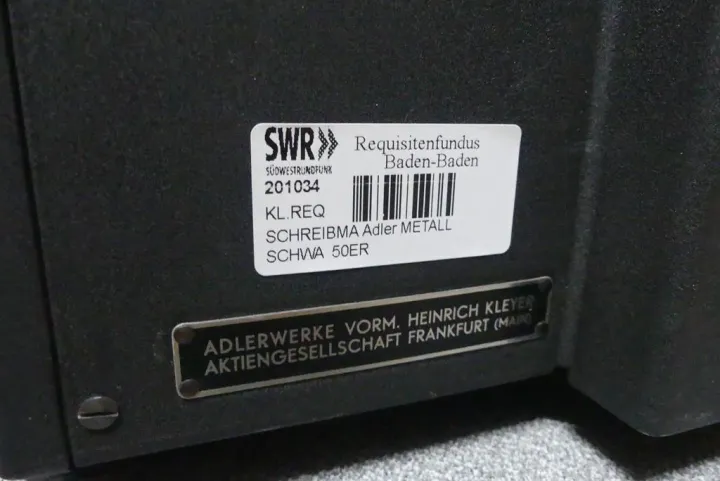 SWR
SÜDWESTRUNDFUNK
Requisitenfundus
Baden-Baden
201034
KL.REQ
SCHREIBMA Adler METALL
SCHWA 50ER
ADLERWERKE VORM. HEINRICH KLEYER
AKTIENGESELLSCHAFT FRANKFURT (MAIN)